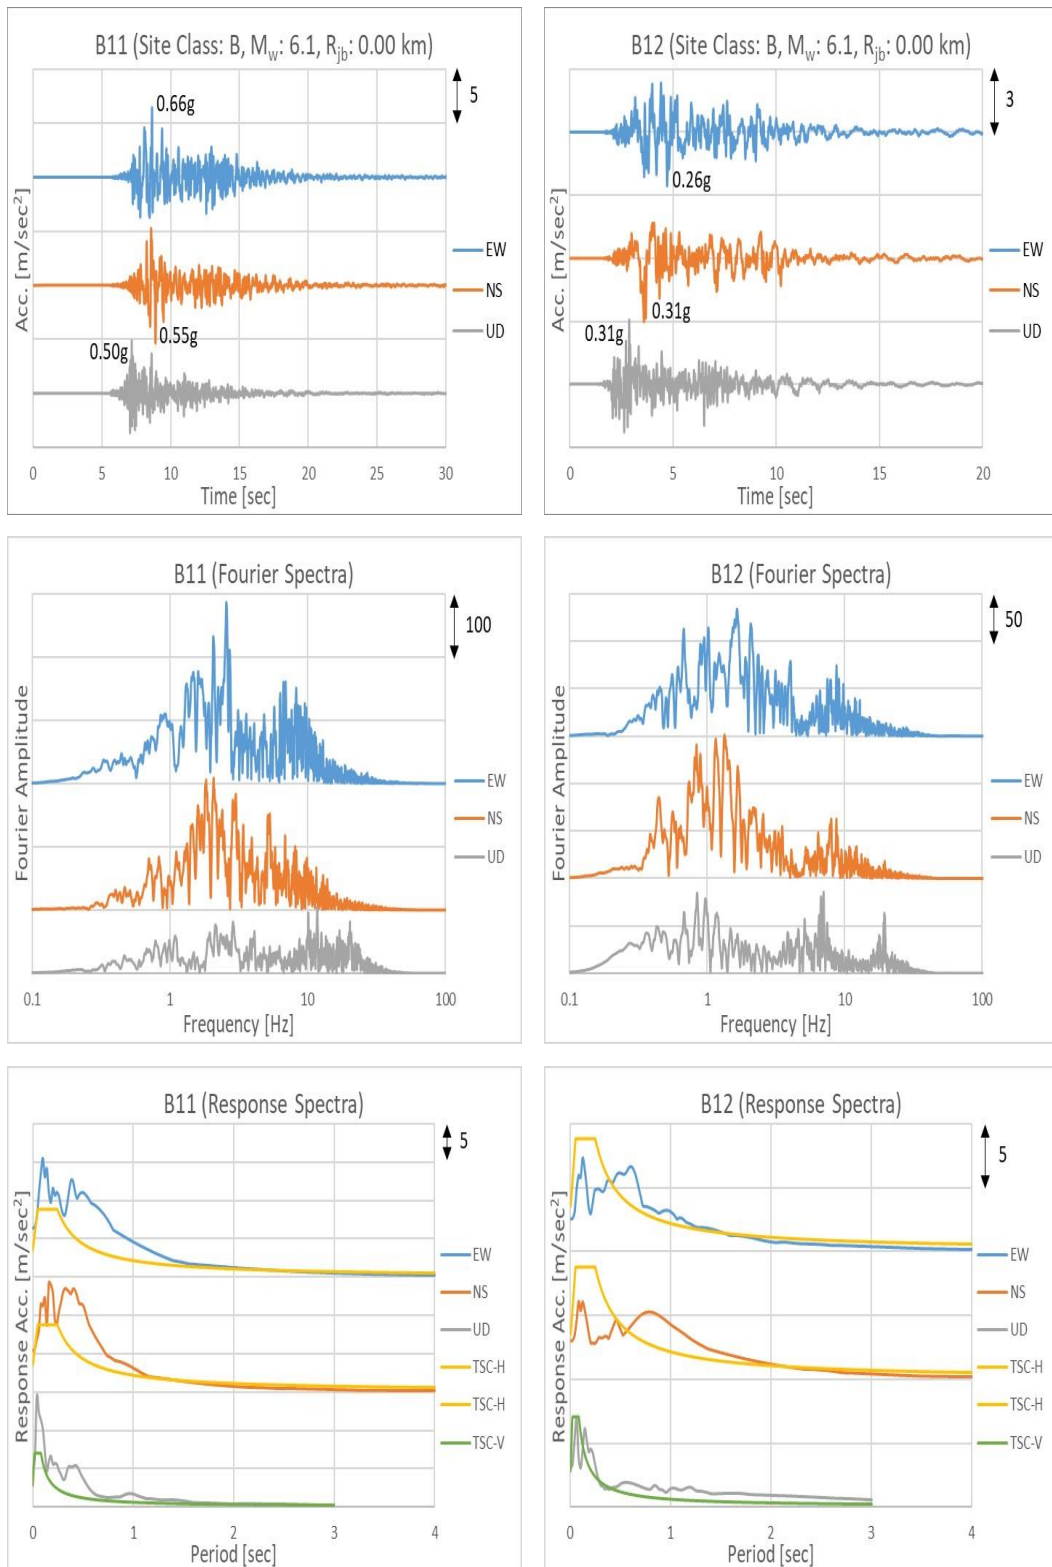 B11 (Site Class: B, Mw: 6.1, Rjb: 0.00 km)
5
0.66g
0.55g
0.50g
Acc. [m/sec²]
EW
NS
UD
0 5 10 15 20 25 30
Time [sec]
B12 (Site Class: B, Mw: 6.1, Rjb: 0.00 km)
3
0.26g
0.31g
0.31g
Acc. [m/sec²]
EW
NS
UD
0 5 10 15 20
Time [sec]
B11 (Fourier Spectra)
100
Fourier Amplitude
EW
NS
UD
0.1 1 10 100
Frequency [Hz]
B12 (Fourier Spectra)
50
Fourier Amplitude
EW
NS
UD
0.1 1 10 100
Frequency [Hz]
B11 (Response Spectra)
5
Response Acc. [m/sec²]
EW
NS
UD
TSC-H
TSC-H
TSC-V
0 1 2 3 4
Period [sec]
B12 (Response Spectra)
5
Response Acc. [m/sec²]
EW
NS
UD
TSC-H
TSC-H
TSC-V
0 1 2 3 4
Period [sec]